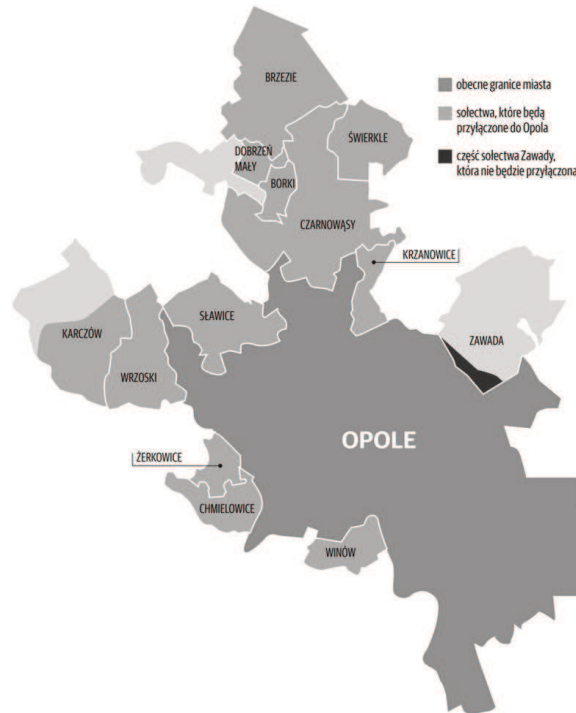 BRZEZIE
obecne granice miasta
sołectwa, które będą
przyłączone do Opola
część sołectwa Zawady,
która nie będzie przyłączona
ŚWIERKLE
DOBRZEŃ
MAŁY
BORKI
CZARNOWĄSY
KRZANOWICE
SŁAWICE
KARCZÓW
WRZOSKI
ZAWADA
OPOLE
ŻERKOWICE
CHMIELOWICE
WINÓW